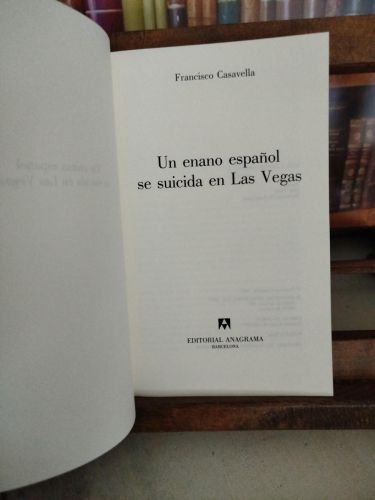 Francisco Casavella
Un enano español
se suicida en Las Vegas
EDITORIAL ANAGRAMA
BARCELONA